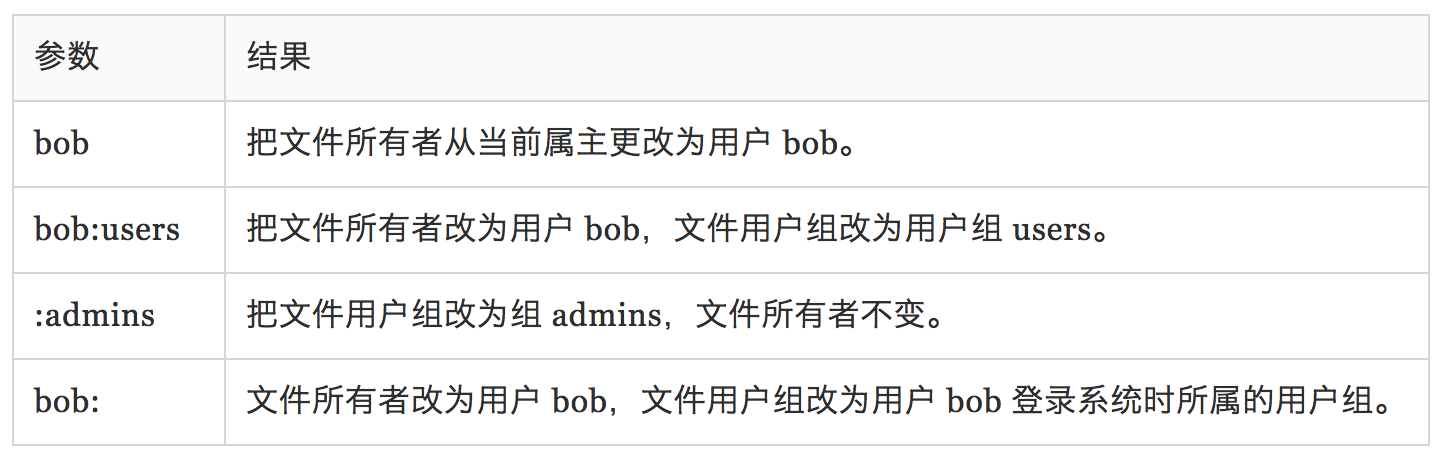 参数 结果
bob 把文件所有者从当前属主更改为用户 bob。
bob:users 把文件所有者改为用户 bob，文件用户组改为用户组 users。
:admins 把文件用户组改为组 admins，文件所有者不变。
bob: 文件所有者改为用户 bob，文件用户组改为用户 bob 登录系统时所属的用户组。